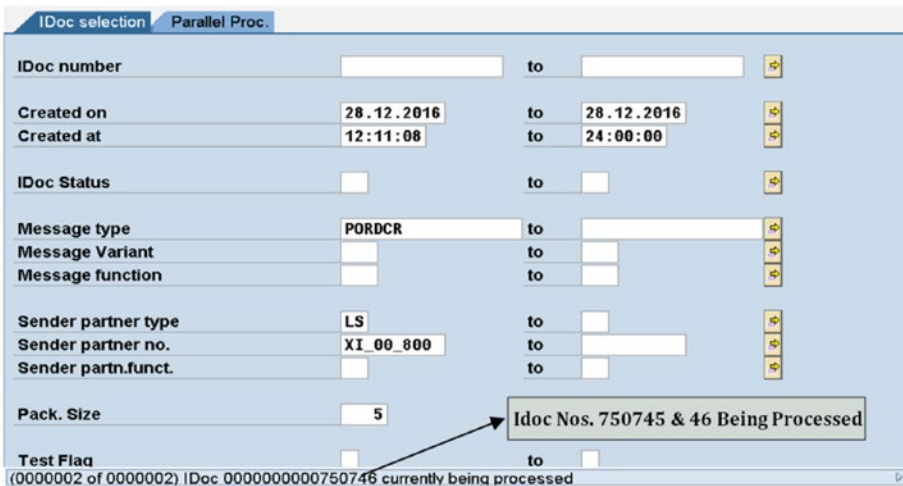 IDoc selection Parallel Proc.
IDoc number to
Created on 28.12.2016 to 28.12.2016
Created at 12:11:08 to 24:00:00
IDoc Status to
Message type PORDCR to
Message Variant to
Message function to
Sender partner type LS to
Sender partner no. XI_00_800 to
Sender partn.funct. to
Pack. Size 5
Idoc Nos. 750745 & 46 Being Processed
Test Flag to
(0000002 of 0000002) IDoc 0000000000750746 currently being processed